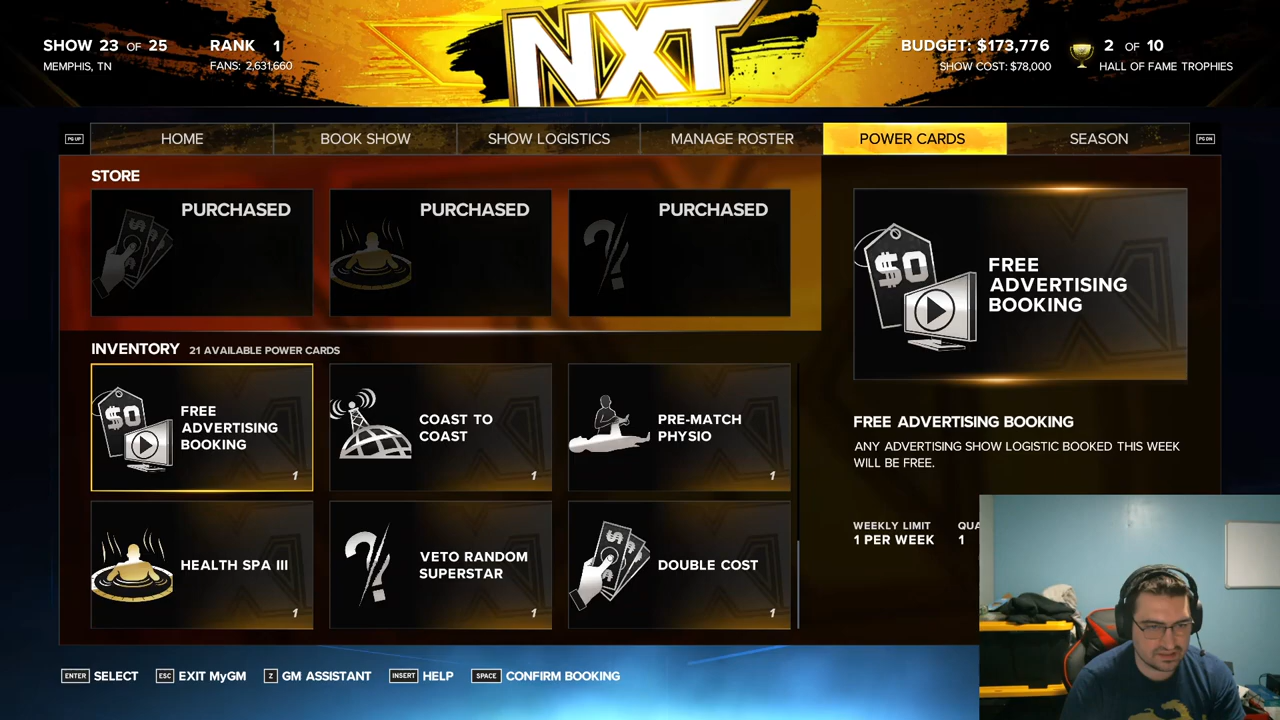 NXT
SHOW 23 OF 25
MEMPHIS, TN
RANK 1
FANS: 2,631,660
BUDGET: $173,776
SHOW COST: $78,000
2 OF 10
HALL OF FAME TROPHIES
PG UP
HOME
BOOK SHOW
SHOW LOGISTICS
MANAGE ROSTER
POWER CARDS
SEASON
PG DN
STORE
PURCHASED
PURCHASED
PURCHASED
INVENTORY 21 AVAILABLE POWER CARDS
$0
FREE
ADVERTISING
BOOKING
1
COAST TO
COAST
1
PRE-MATCH
PHYSIO
1
HEALTH SPA III
1
VETO RANDOM
SUPERSTAR
1
DOUBLE COST
1
$0
FREE
ADVERTISING
BOOKING
FREE ADVERTISING BOOKING
ANY ADVERTISING SHOW LOGISTIC BOOKED THIS WEEK
WILL BE FREE.
WEEKLY LIMIT
1 PER WEEK
QUA
1
ENTER SELECT
ESC EXIT MyGM
Z GM ASSISTANT
INSERT HELP
SPACE CONFIRM BOOKING